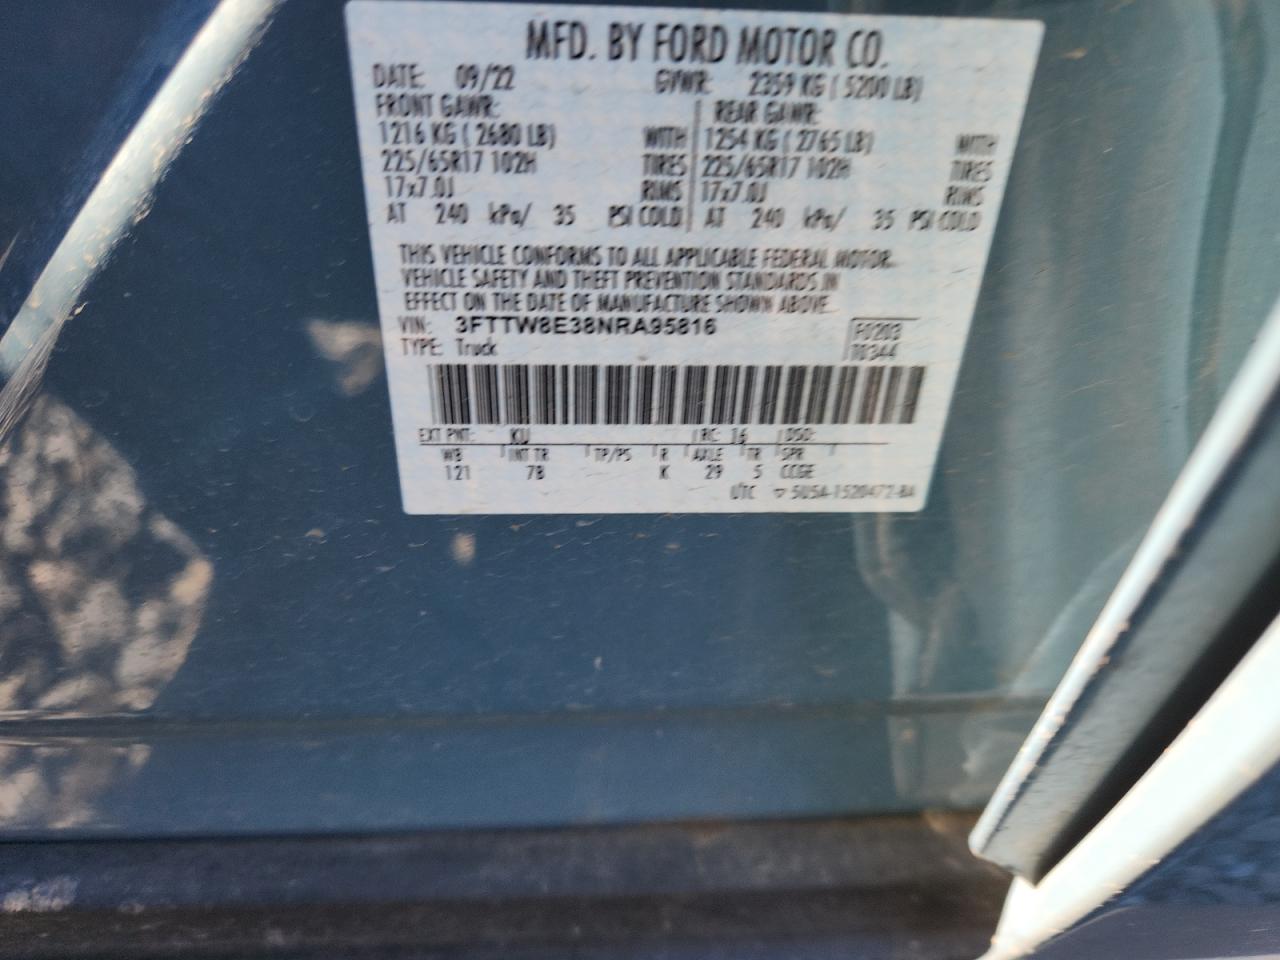 MFD. BY FORD MOTOR CO.
DATE: 09/22 GVWR: 2359 KG ( 5200 LB)
FRONT GAWR: REAR GAWR:
1216 KG ( 2680 LB) WITH 1254 KG ( 2765 LB) WITH
225/65R17 102H TIRES 225/65R17 102H TIRES
17x7.0J RIMS 17x7.0J RIMS
AT 240 kPa/ 35 PSI COLD AT 240 kPa/ 35 PSI COLD
THIS VEHICLE CONFORMS TO ALL APPLICABLE FEDERAL MOTOR
VEHICLE SAFETY AND THEFT PREVENTION STANDARDS IN
EFFECT ON THE DATE OF MANUFACTURE SHOWN ABOVE.
VIN: 3FTTW8E38NRA95816 F0203
TYPE: Truck T0344
EXT PNT: KU RC: 16 DSO:
WB INT TR TP/PS R AXLE TR SPR
121 7B K 29 5 CCGE
UTC ▽ 5U5A-1520472-BA